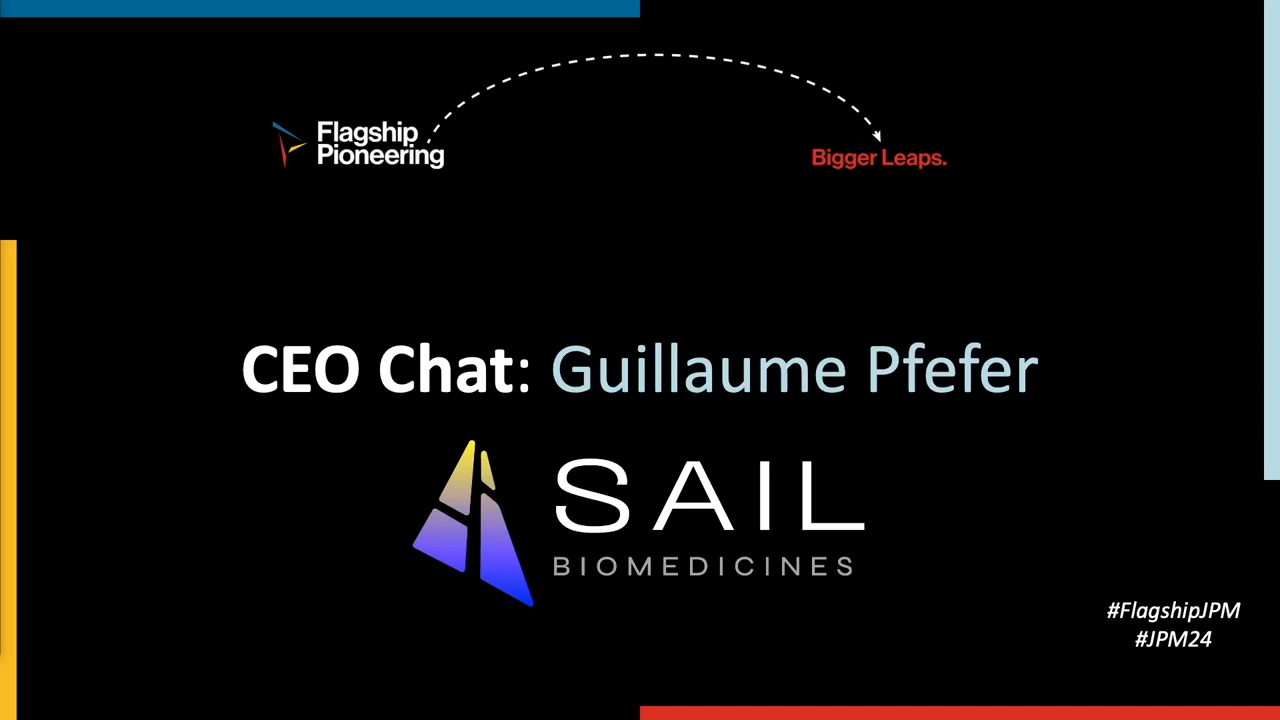 Flagship
Pioneering
Bigger Leaps.
CEO Chat: Guillaume Pfefer
SAIL
BIOMEDICINES
#FlagshipJPM
#JPM24